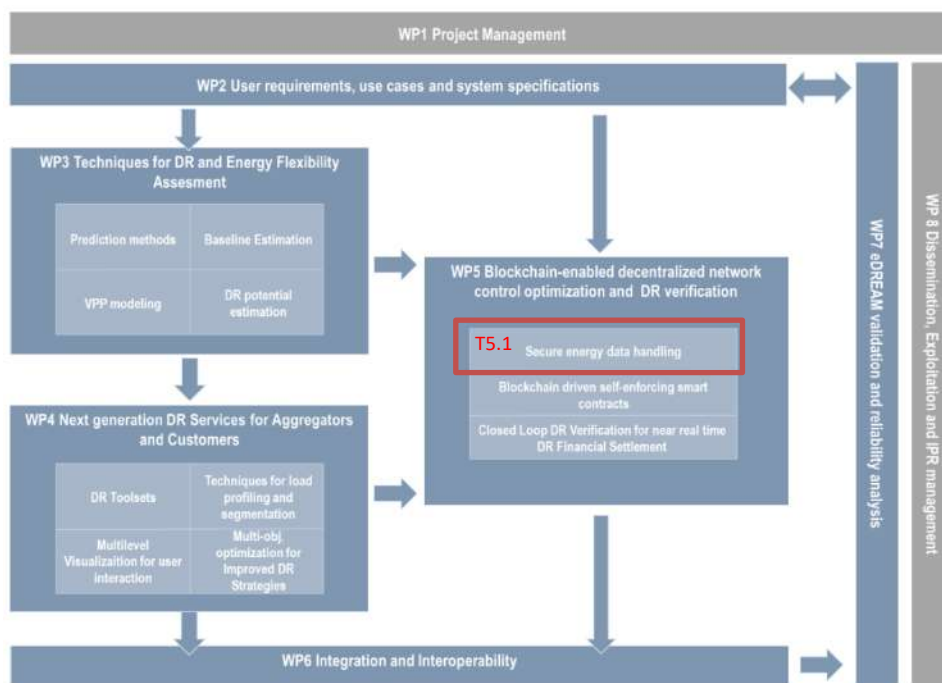 WP1 Project Management
WP2 User requirements, use cases and system specifications
WP3 Techniques for DR and Energy Flexibility
Assesment
Prediction methods
Baseline Estimation
VPP modeling
DR potential
estimation
WP4 Next generation DR Services for Aggregators
and Customers
DR Toolsets
Techniques for load
profiling and
segmentation
Multilevel
Visualizaition for user
interaction
Multi-obj.
optimization for
Improved DR
Strategies
WP5 Blockchain-enabled decentralized network
control optimization and DR verification
T5.1
Secure energy data handling
Blockchain driven self-enforcing smart
contracts
Closed Loop DR Verification for near real time
DR Financial Settlement
WP6 Integration and Interoperability
WP7 eDREAM validation and reliability analysis
WP 8 Dissemination, Exploitation and IPR management